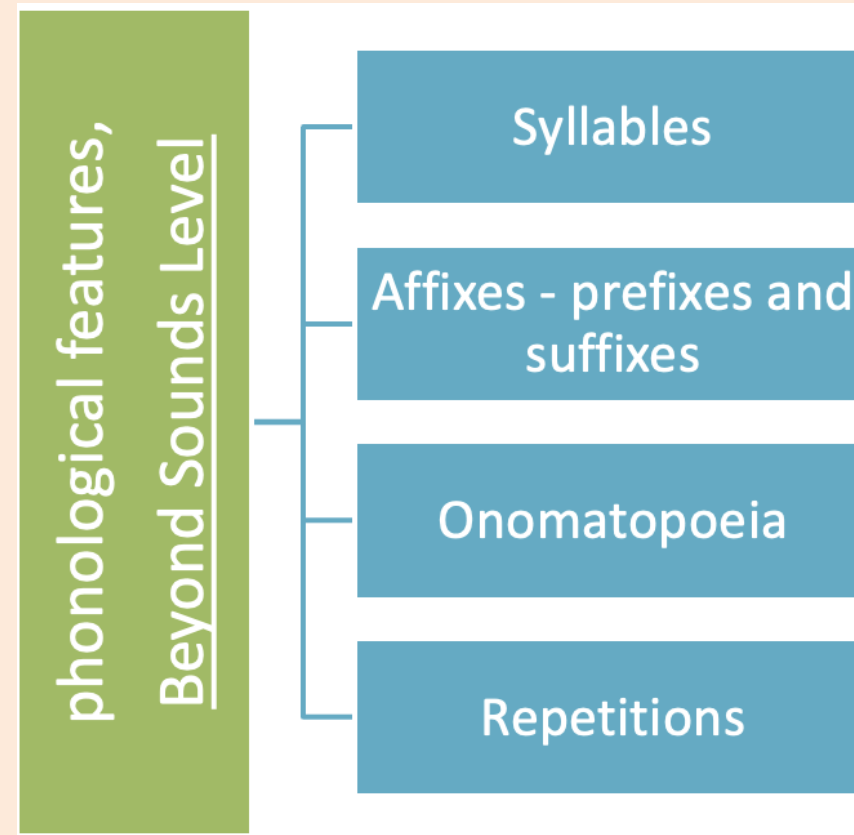 phonological features,
Beyond Sounds Level
Syllables
Affixes - prefixes and
suffixes
Onomatopoeia
Repetitions